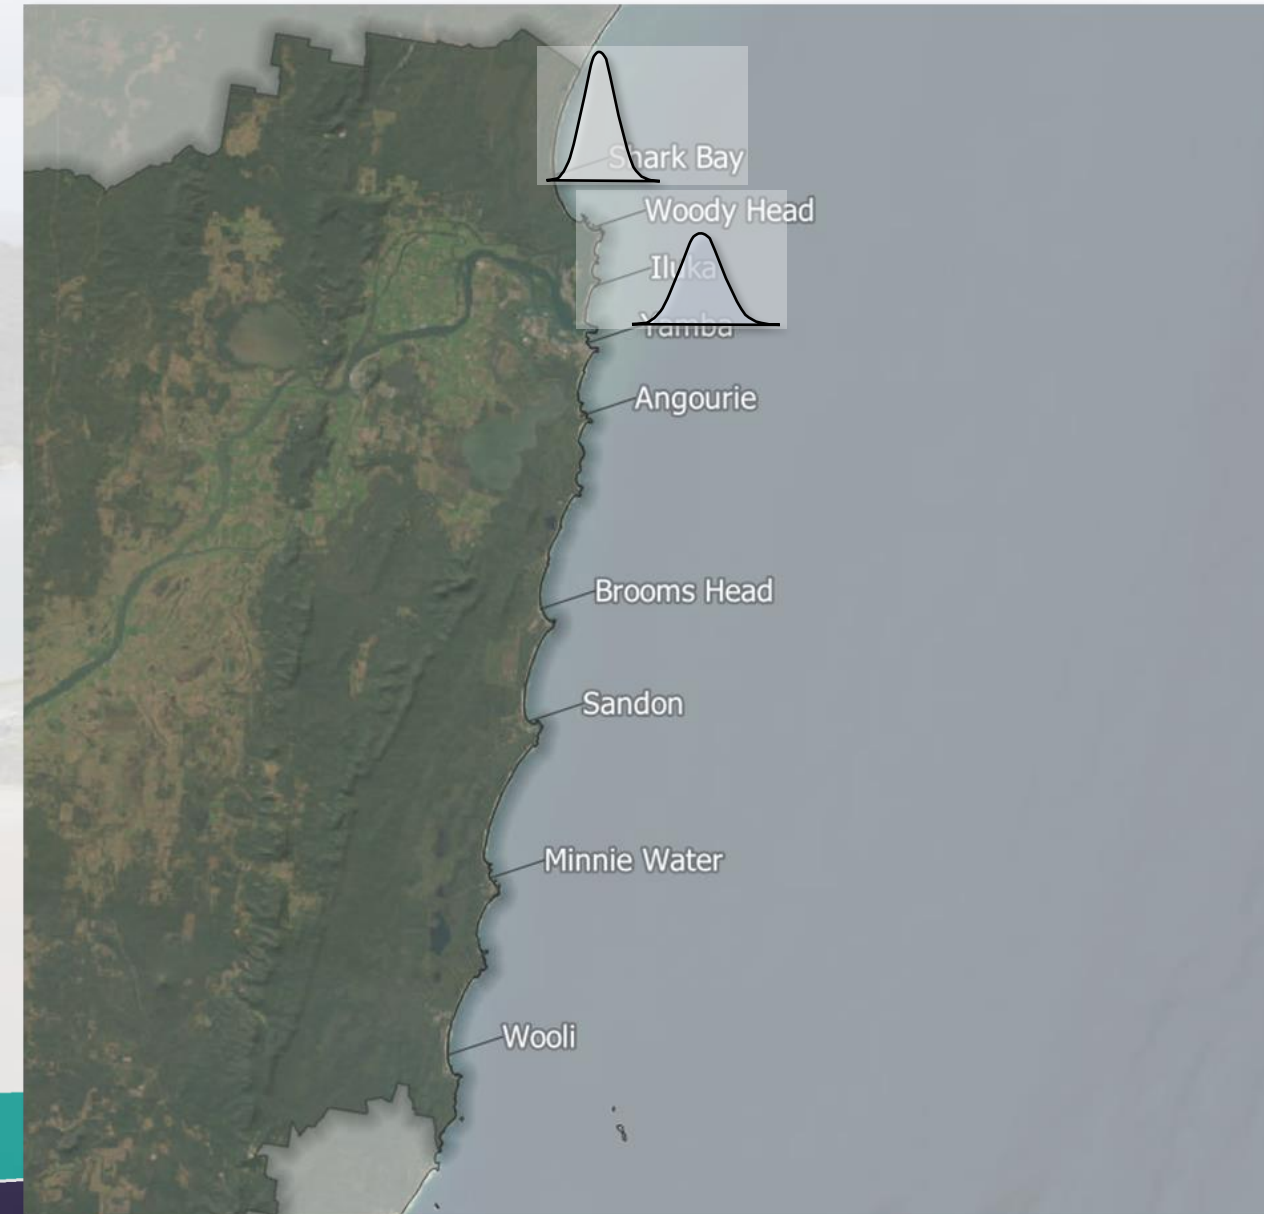 Shark Bay
Woody Head
Iluka
Yamba
Angourie
Brooms Head
Sandon
Minnie Water
Wooli